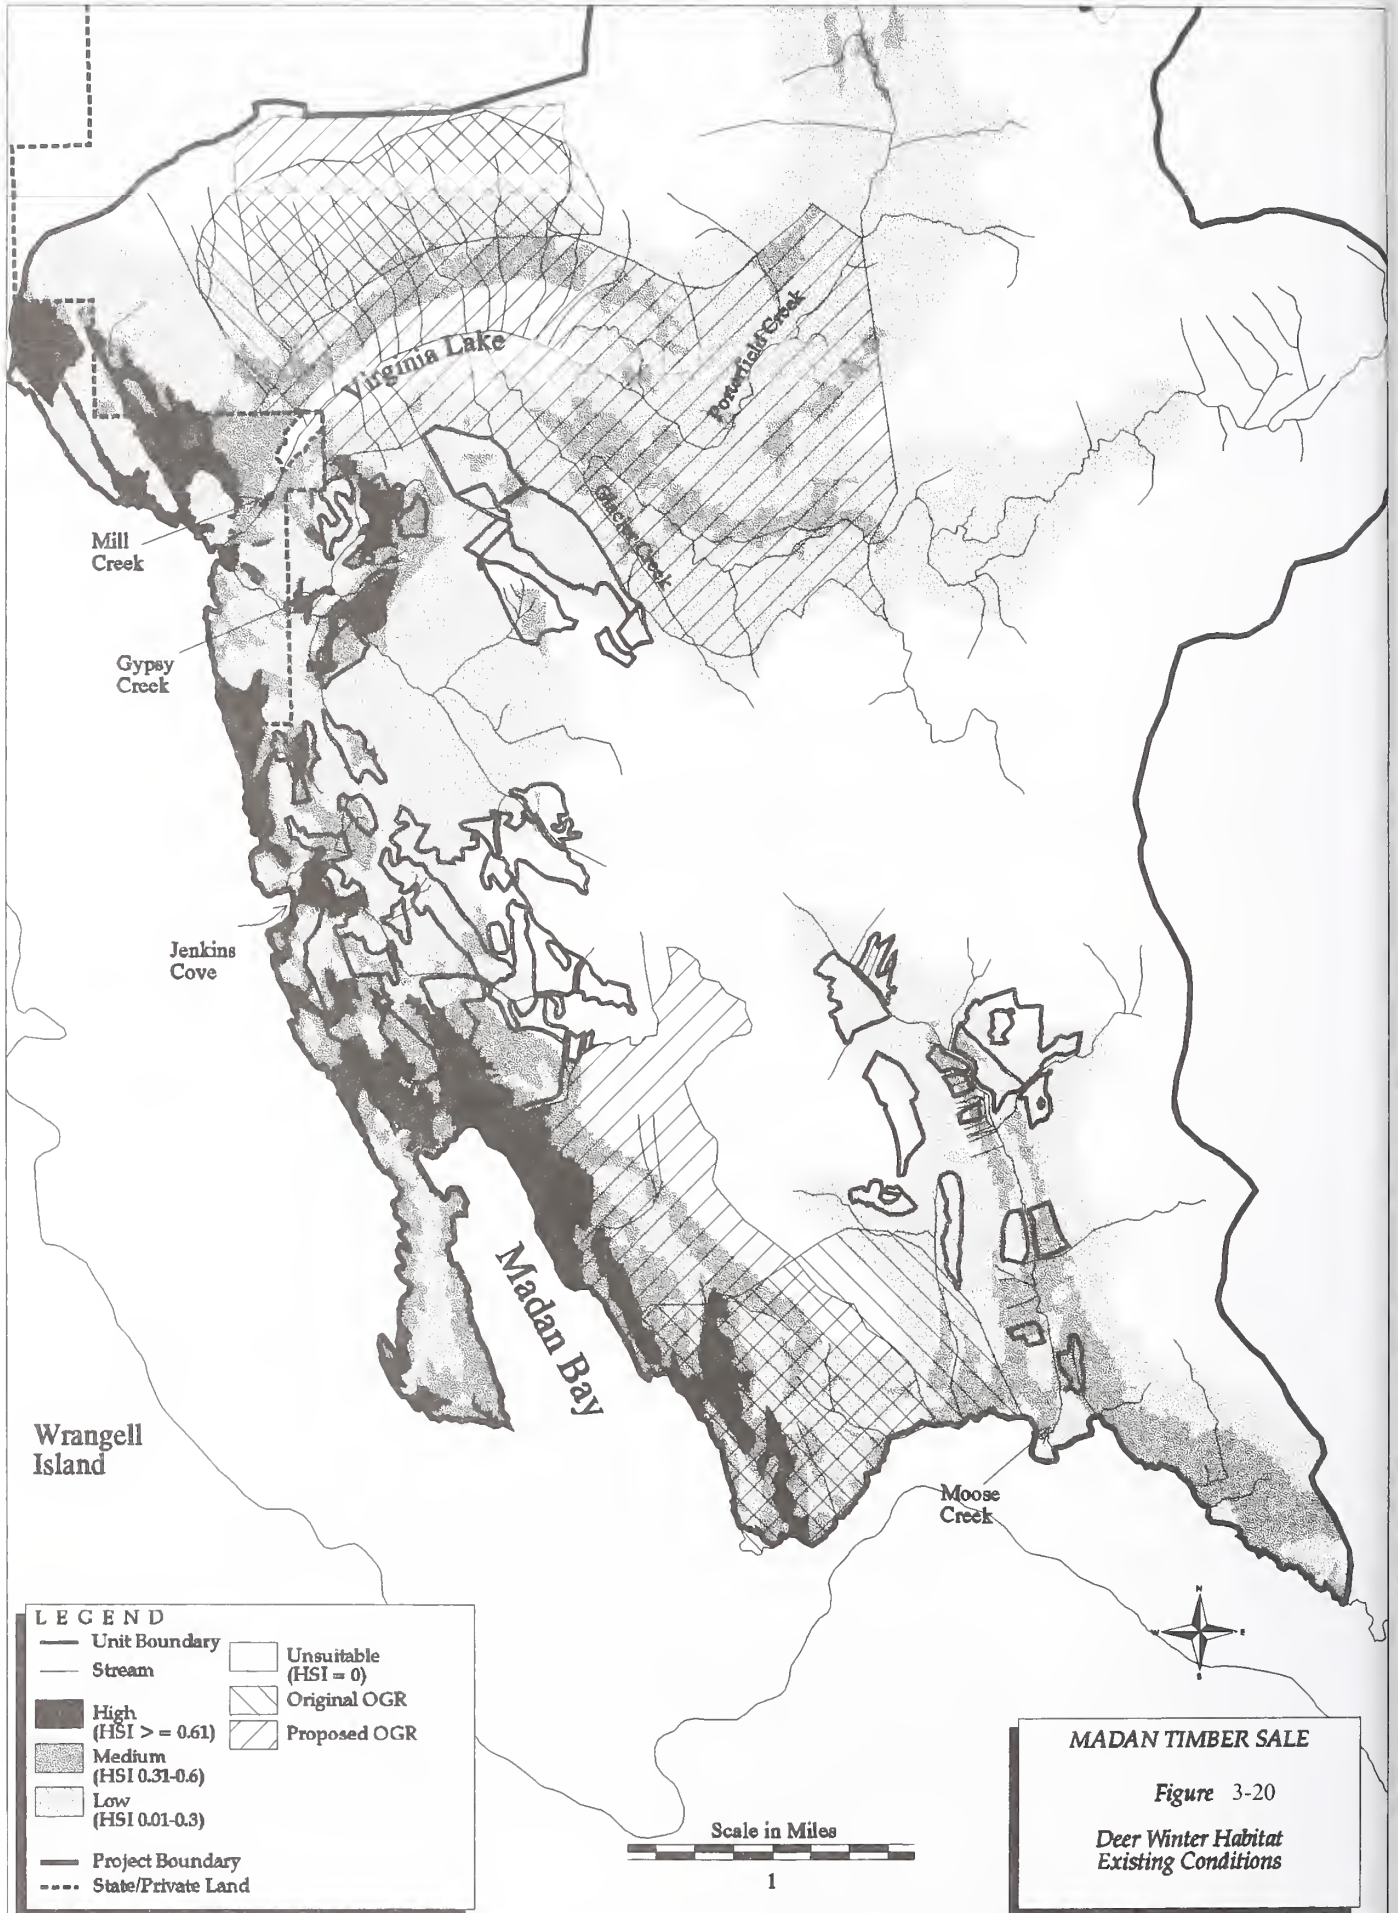 Virginia Lake
Porterfield Creek
Glacier Creek
Mill
Creek
Gypsy
Creek
Jenkins
Cove
Madan Bay
Wrangell
Island
Moose
Creek
N
W
E
S
LEGEND
Unit Boundary
Stream
High
(HSI > = 0.61)
Medium
(HSI 0.31-0.6)
Low
(HSI 0.01-0.3)
Project Boundary
State/Private Land
Unsuitable
(HSI = 0)
Original OGR
Proposed OGR
Scale in Miles
1
MADAN TIMBER SALE
Figure 3-20
Deer Winter Habitat
Existing Conditions